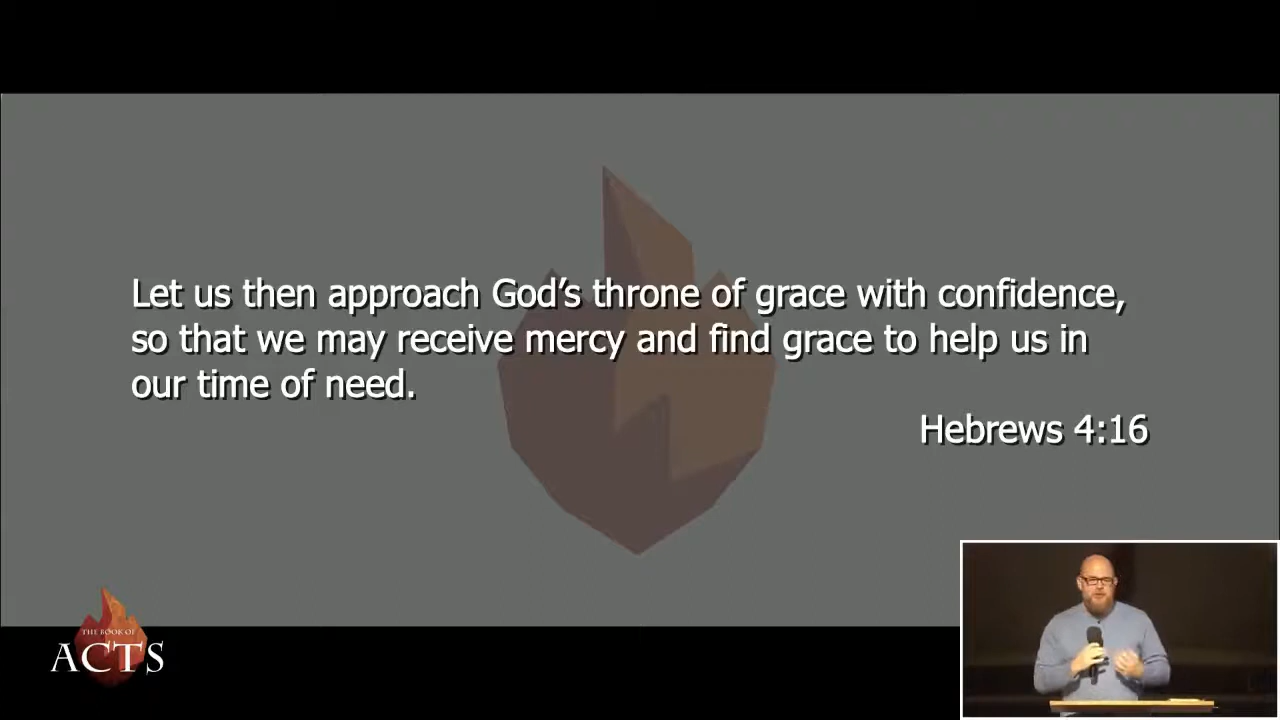 Let us then approach God’s throne of grace with confidence,
so that we may receive mercy and find grace to help us in
our time of need.
Hebrews 4:16
THE BOOK OF
ACTS